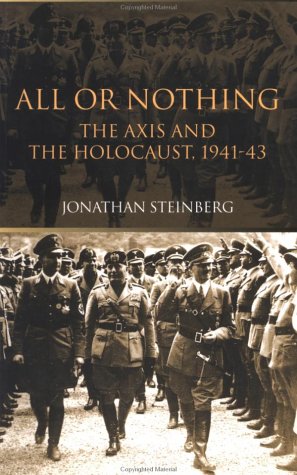 ALL OR NOTHING
THE AXIS AND
THE HOLOCAUST, 1941-43
JONATHAN STEINBERG